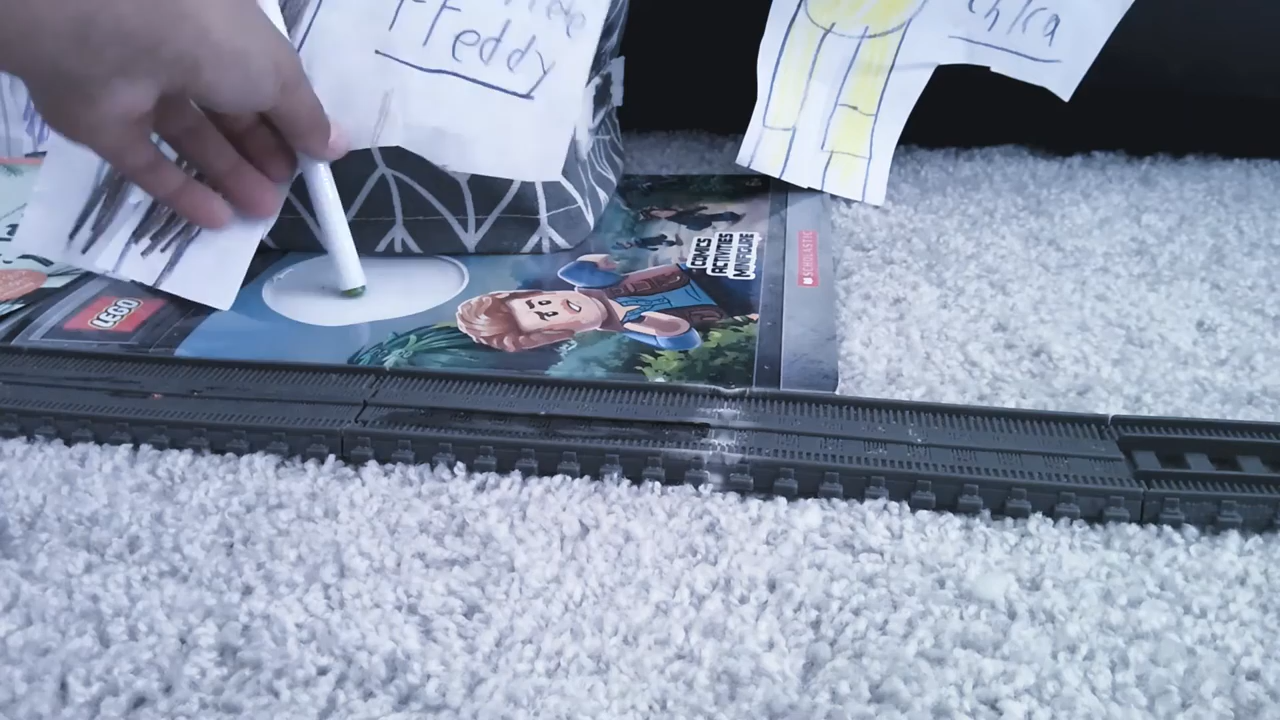 Freddy
chica
LEGO
COMICS
ACTIVITIES
MINIFIGURE
SCHOLASTIC